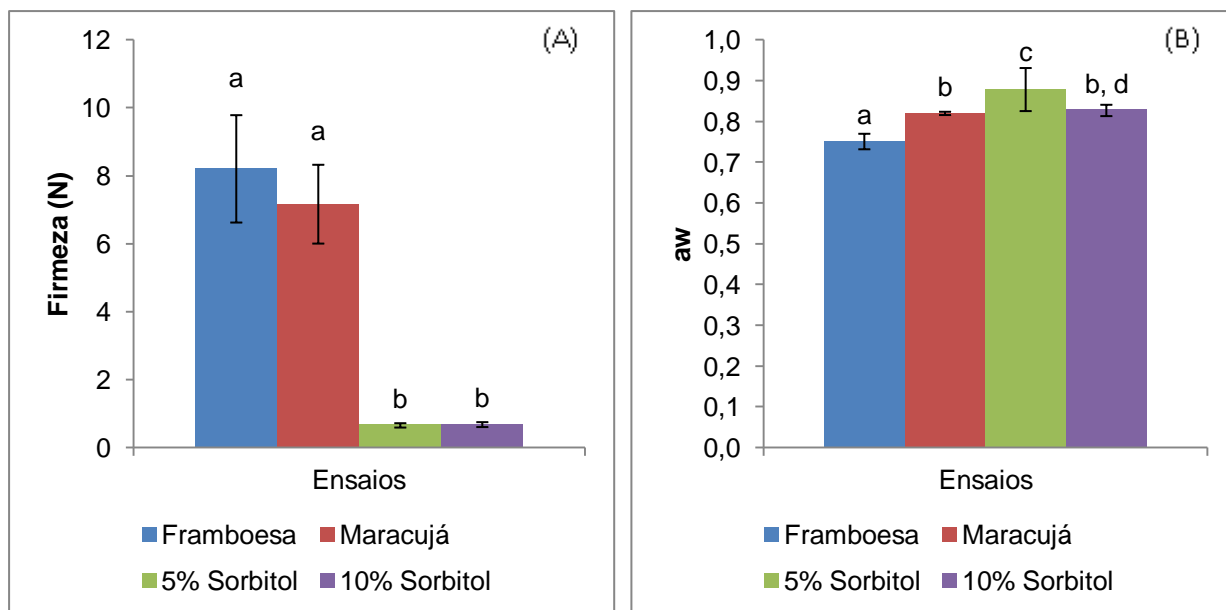 (A)
Firmeza (N)
12
10
8
6
4
2
0
a
a
b
b
Ensaios
Framboesa Maracujá
5% Sorbitol 10% Sorbitol
(B)
aw
1,0
0,9
0,8
0,7
0,6
0,5
0,4
0,3
0,2
0,1
0,0
a
b
c
b, d
Ensaios
Framboesa Maracujá
5% Sorbitol 10% Sorbitol